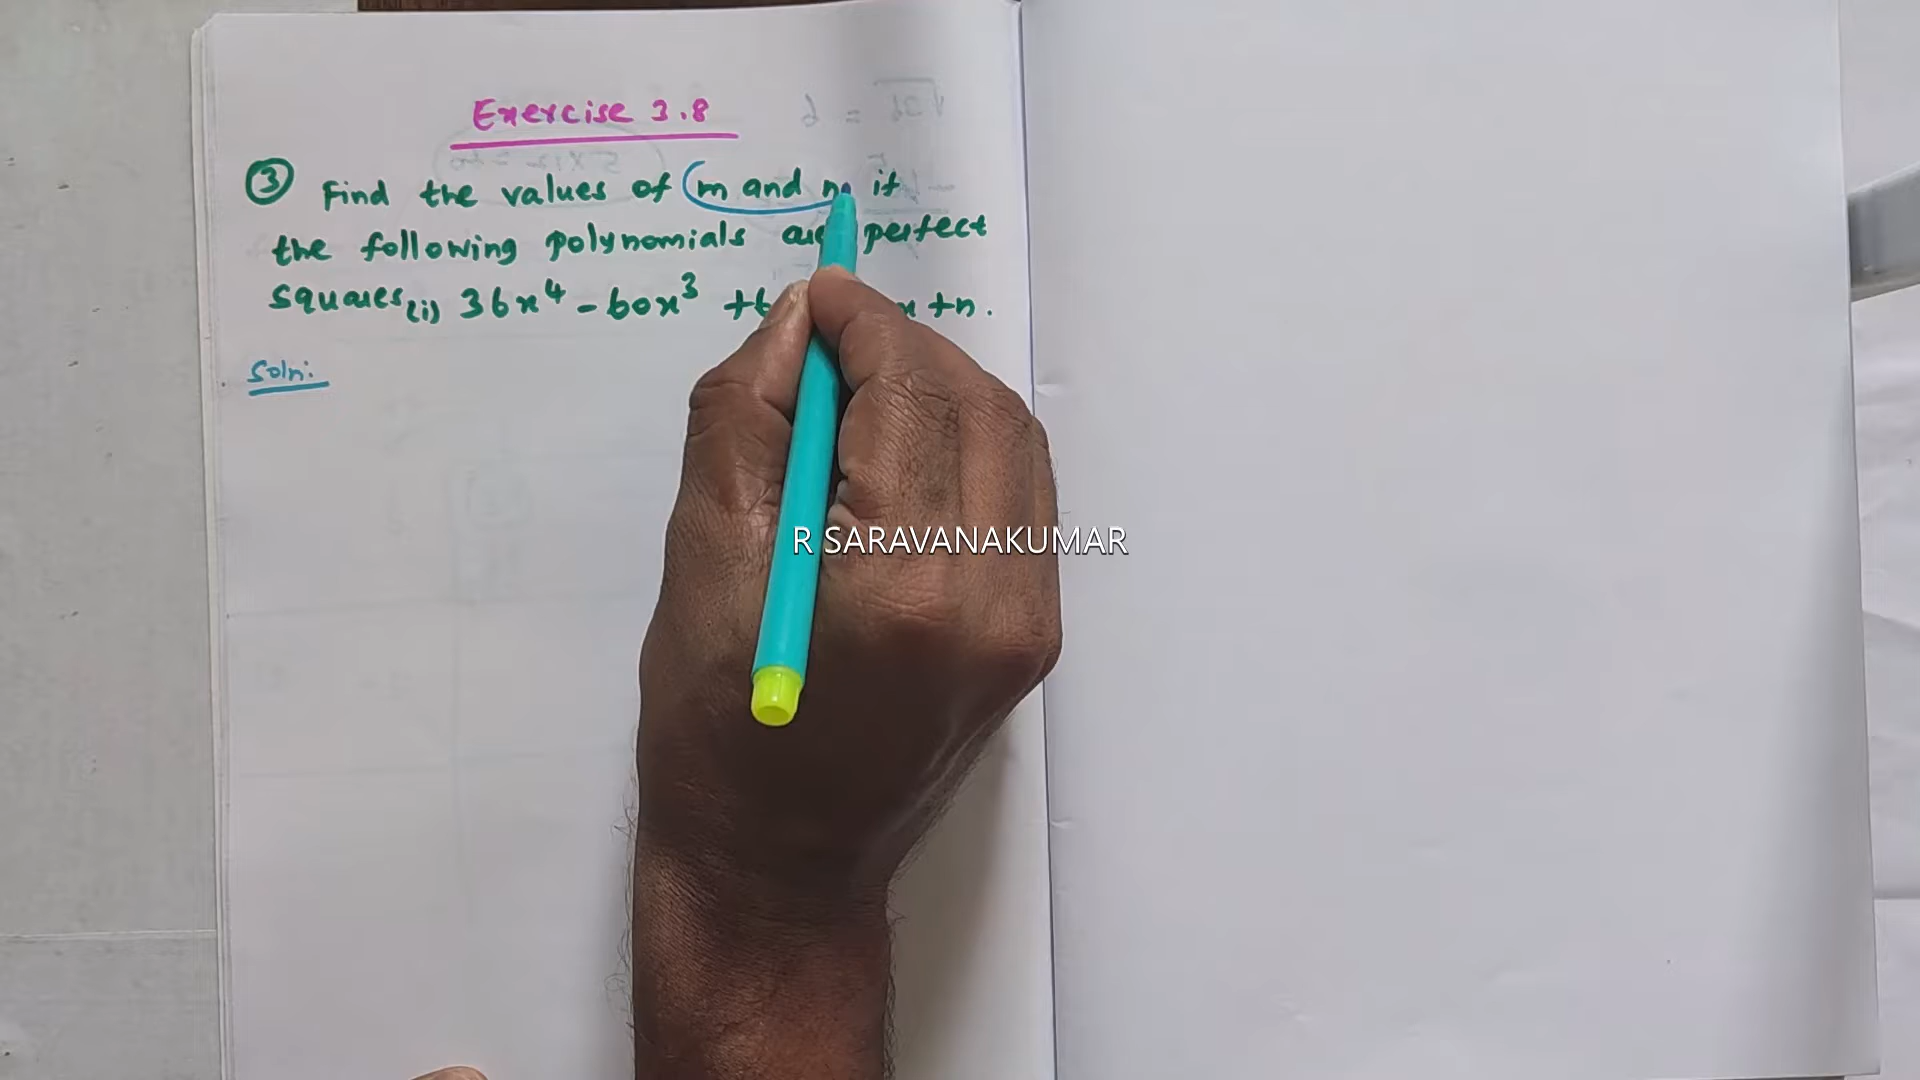 Exercise 3.8
③ Find the values of m and n if
the following polynomials are perfect
squares (i) 36x⁴ - 60x³ +6 x +n.
Soln:
R SARAVANAKUMAR